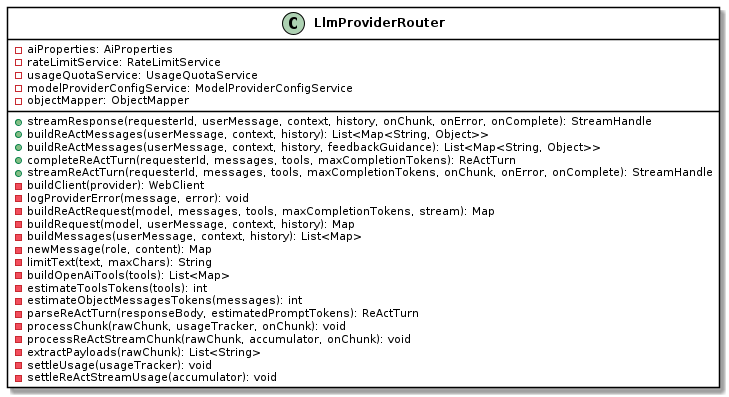 C LlmProviderRouter
aiProperties: AiProperties
rateLimitService: RateLimitService
usageQuotaService: UsageQuotaService
modelProviderConfigService: ModelProviderConfigService
objectMapper: ObjectMapper
streamResponse(requesterId, userMessage, context, history, onChunk, onError, onComplete): StreamHandle
buildReActMessages(userMessage, context, history): List<Map<String, Object>>
buildReActMessages(userMessage, context, history, feedbackGuidance): List<Map<String, Object>>
completeReActTurn(requesterId, messages, tools, maxCompletionTokens): ReActTurn
streamReActTurn(requesterId, messages, tools, maxCompletionTokens, onChunk, onError, onComplete): StreamHandle
buildClient(provider): WebClient
logProviderError(message, error): void
buildReActRequest(model, messages, tools, maxCompletionTokens, stream): Map
buildRequest(model, userMessage, context, history): Map
buildMessages(userMessage, context, history): List<Map>
newMessage(role, content): Map
limitText(text, maxChars): String
buildOpenAiTools(tools): List<Map>
estimateToolsTokens(tools): int
estimateObjectMessagesTokens(messages): int
parseReActTurn(responseBody, estimatedPromptTokens): ReActTurn
processChunk(rawChunk, usageTracker, onChunk): void
processReActStreamChunk(rawChunk, accumulator, onChunk): void
extractPayloads(rawChunk): List<String>
settleUsage(usageTracker): void
settleReActStreamUsage(accumulator): void